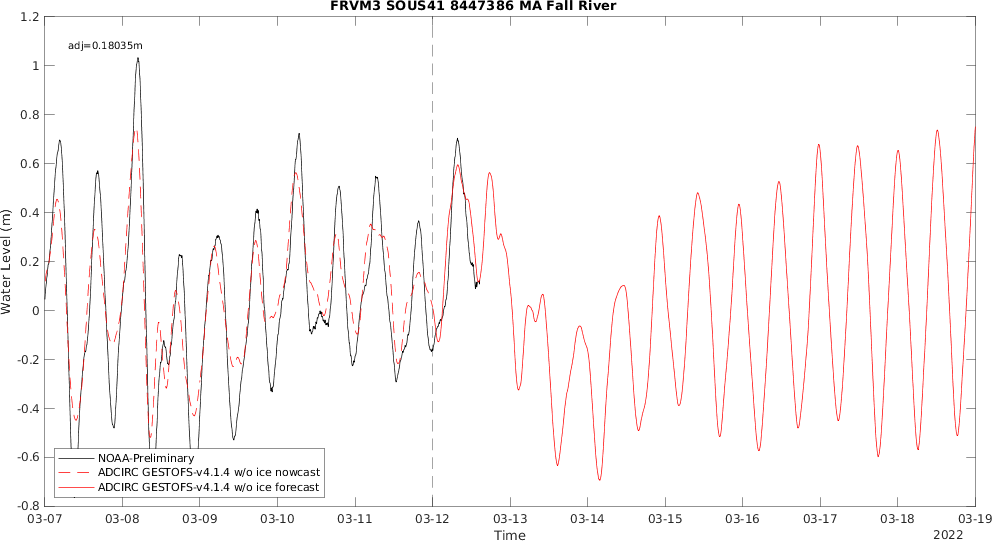 FRVM3 SOUS41 8447386 MA Fall River
adj=0.18035m
1.2
1
0.8
0.6
0.4
0.2
0
-0.2
-0.4
-0.6
-0.8
Water Level (m)
NOAA-Preliminary
ADCIRC GESTOFS-v4.1.4 w/o ice nowcast
ADCIRC GESTOFS-v4.1.4 w/o ice forecast
03-07 03-08 03-09 03-10 03-11 03-12 03-13 03-14 03-15 03-16 03-17 03-18 03-19
Time
2022